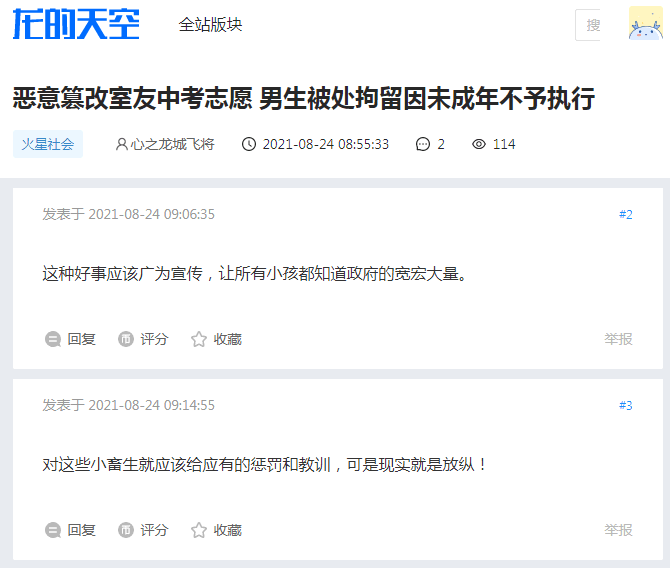 龙的天空
全站版块
搜
恶意篡改室友中考志愿 男生被处拘留因未成年不予执行
火星社会 心之龙城飞将 2021-08-24 08:55:33 2 114
发表于 2021-08-24 09:06:35 #2
这种好事应该广为宣传，让所有小孩都知道政府的宽宏大量。
回复 币 评分 收藏 举报
发表于 2021-08-24 09:14:55 #3
对这些小畜生就应该给应有的惩罚和教训，可是现实就是放纵！
回复 币 评分 收藏 举报